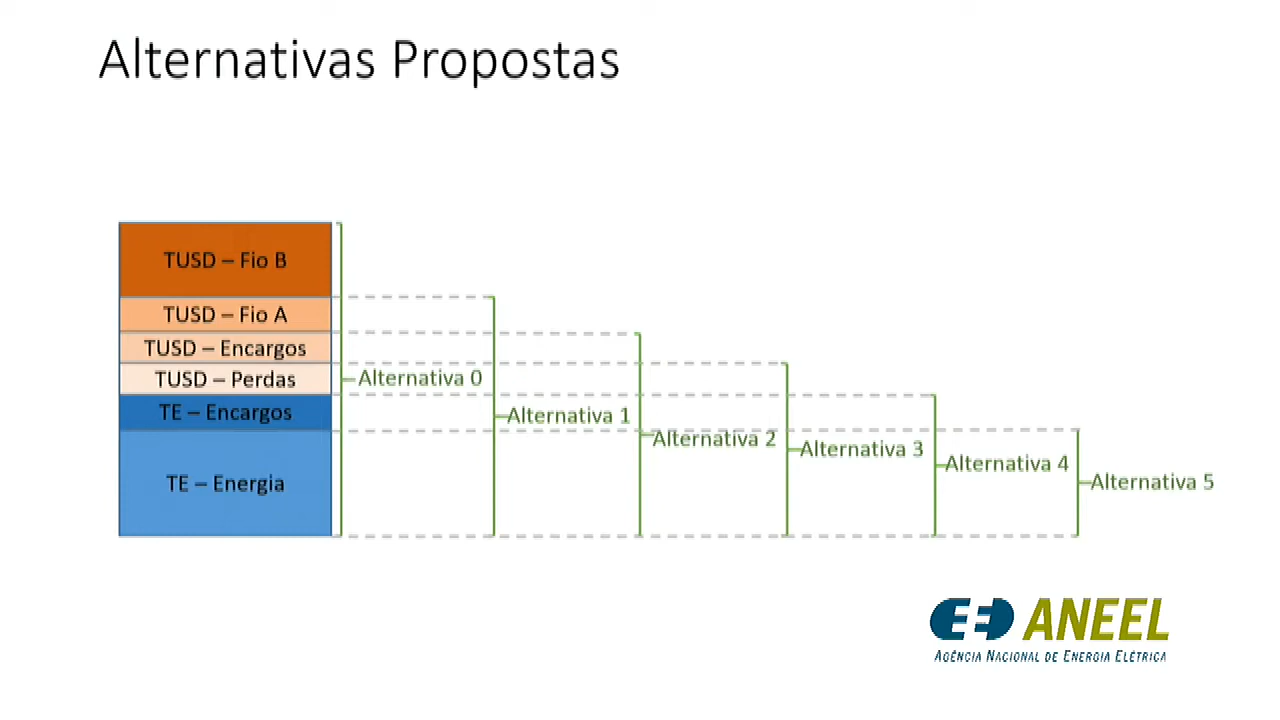 Alternativas Propostas
TUSD – Fio B
TUSD – Fio A
TUSD – Encargos
TUSD – Perdas
TE – Encargos
TE – Energia
Alternativa 0
Alternativa 1
Alternativa 2
Alternativa 3
Alternativa 4
Alternativa 5
ANEEL
AGÊNCIA NACIONAL DE ENERGIA ELÉTRICA